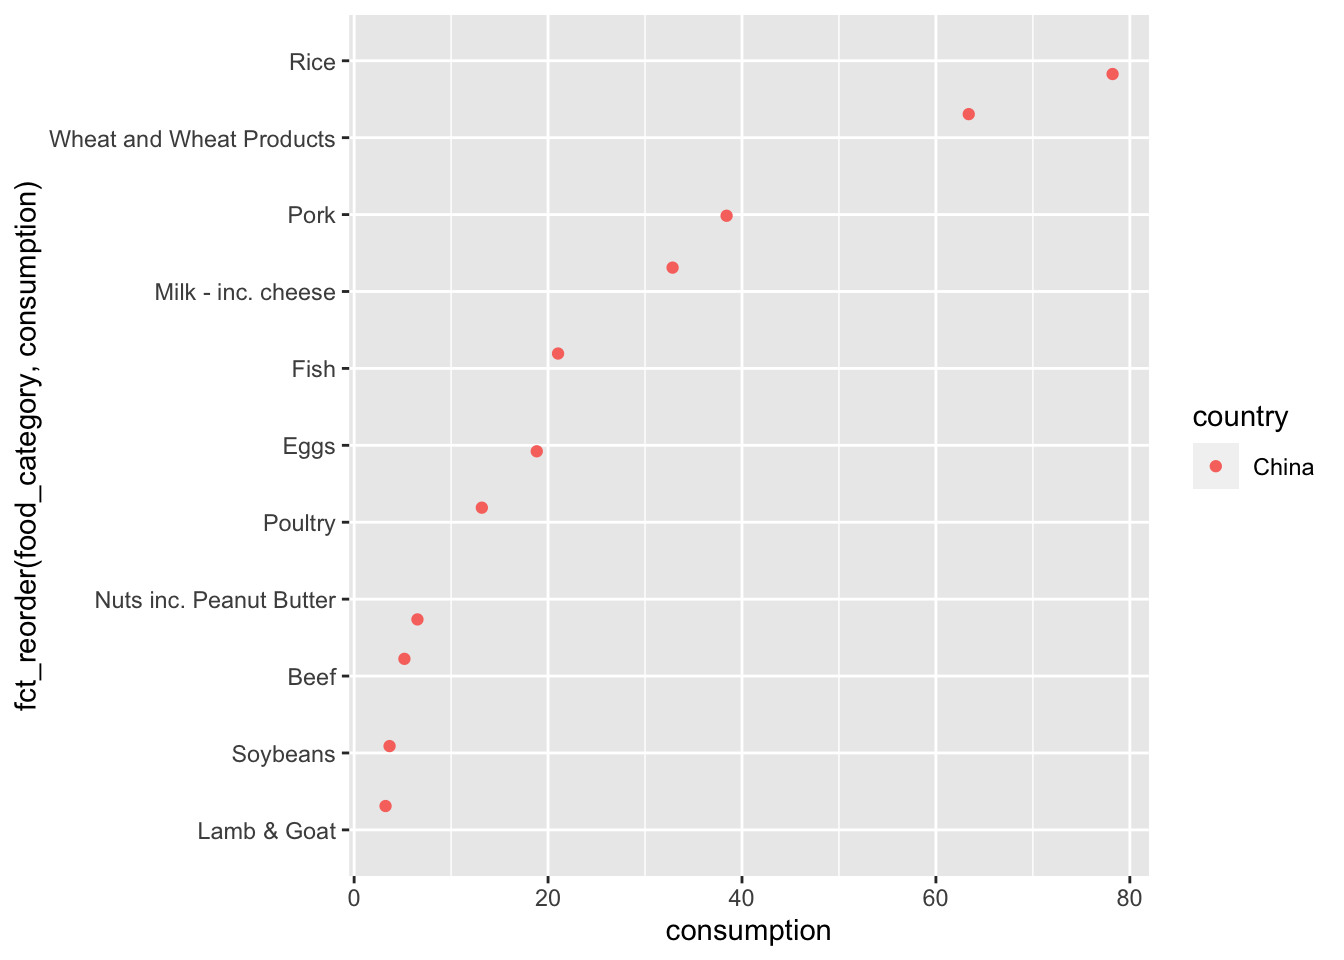 fct_reorder(food_category, consumption)
Rice
Wheat and Wheat Products
Pork
Milk - inc. cheese
Fish
Eggs
Poultry
Nuts inc. Peanut Butter
Beef
Soybeans
Lamb & Goat
0 20 40 60 80
consumption
country
China